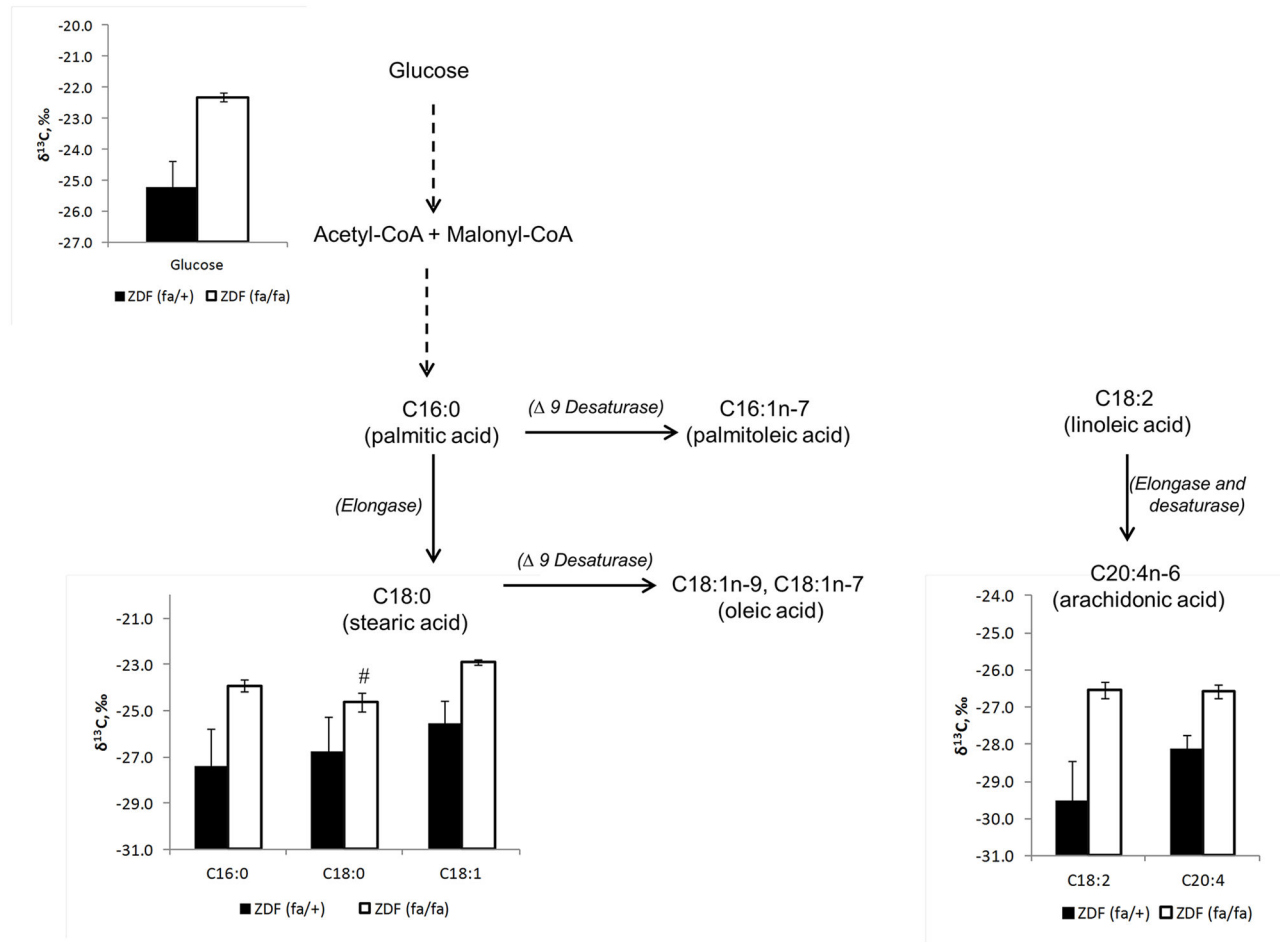 -20.0
-21.0
-22.0
-23.0
-24.0
-25.0
-26.0
-27.0
δ¹³C, ‰
Glucose
■ ZDF (fa/+) □ ZDF (fa/fa)
Glucose
Acetyl-CoA + Malonyl-CoA
C16:0
(palmitic acid)
(Δ 9 Desaturase)
C16:1n-7
(palmitoleic acid)
C18:2
(linoleic acid)
(Elongase)
(Elongase and
desaturase)
(Δ 9 Desaturase)
C18:0
(stearic acid)
C18:1n-9, C18:1n-7
(oleic acid)
C20:4n-6
(arachidonic acid)
-21.0
-23.0
-25.0
-27.0
-29.0
-31.0
δ¹³C, ‰
#
C16:0 C18:0 C18:1
■ ZDF (fa/+) □ ZDF (fa/fa)
-24.0
-25.0
-26.0
-27.0
-28.0
-29.0
-30.0
-31.0
δ¹³C, ‰
C18:2 C20:4
■ ZDF (fa/+) □ ZDF (fa/fa)